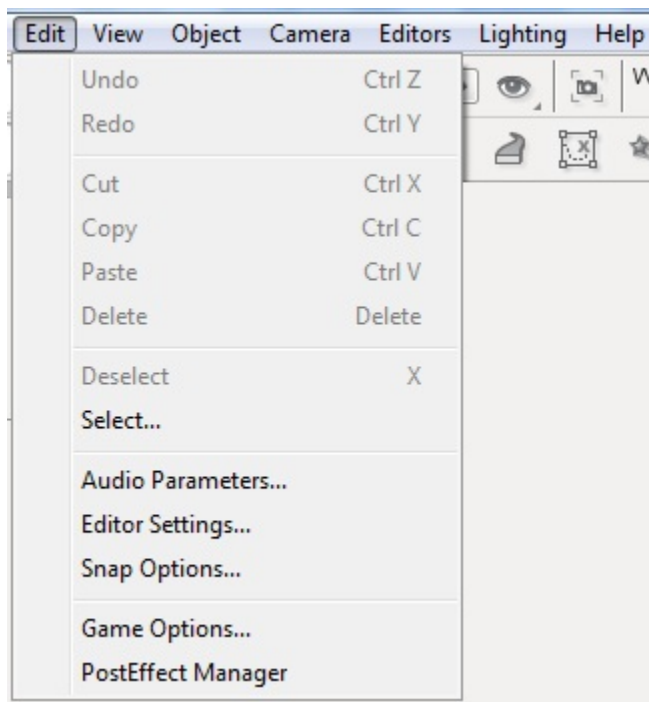 Edit View Object Camera Editors Lighting Help
Undo Ctrl Z
Redo Ctrl Y
Cut Ctrl X
Copy Ctrl C
Paste Ctrl V
Delete Delete
Deselect X
Select...
Audio Parameters...
Editor Settings...
Snap Options...
Game Options...
PostEffect Manager